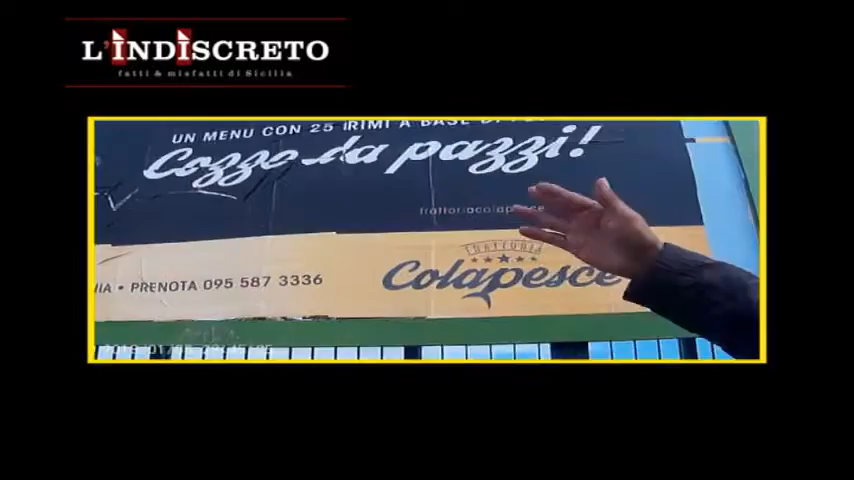 L'INDISCRETO
fatti & misfatti di Sicilia
UN MENU CON 25 PRIMI A BASE DI
Cozze da pazzi!
TRATTORIA
Colapesce
VIA • PRENOTA 095 587 3336